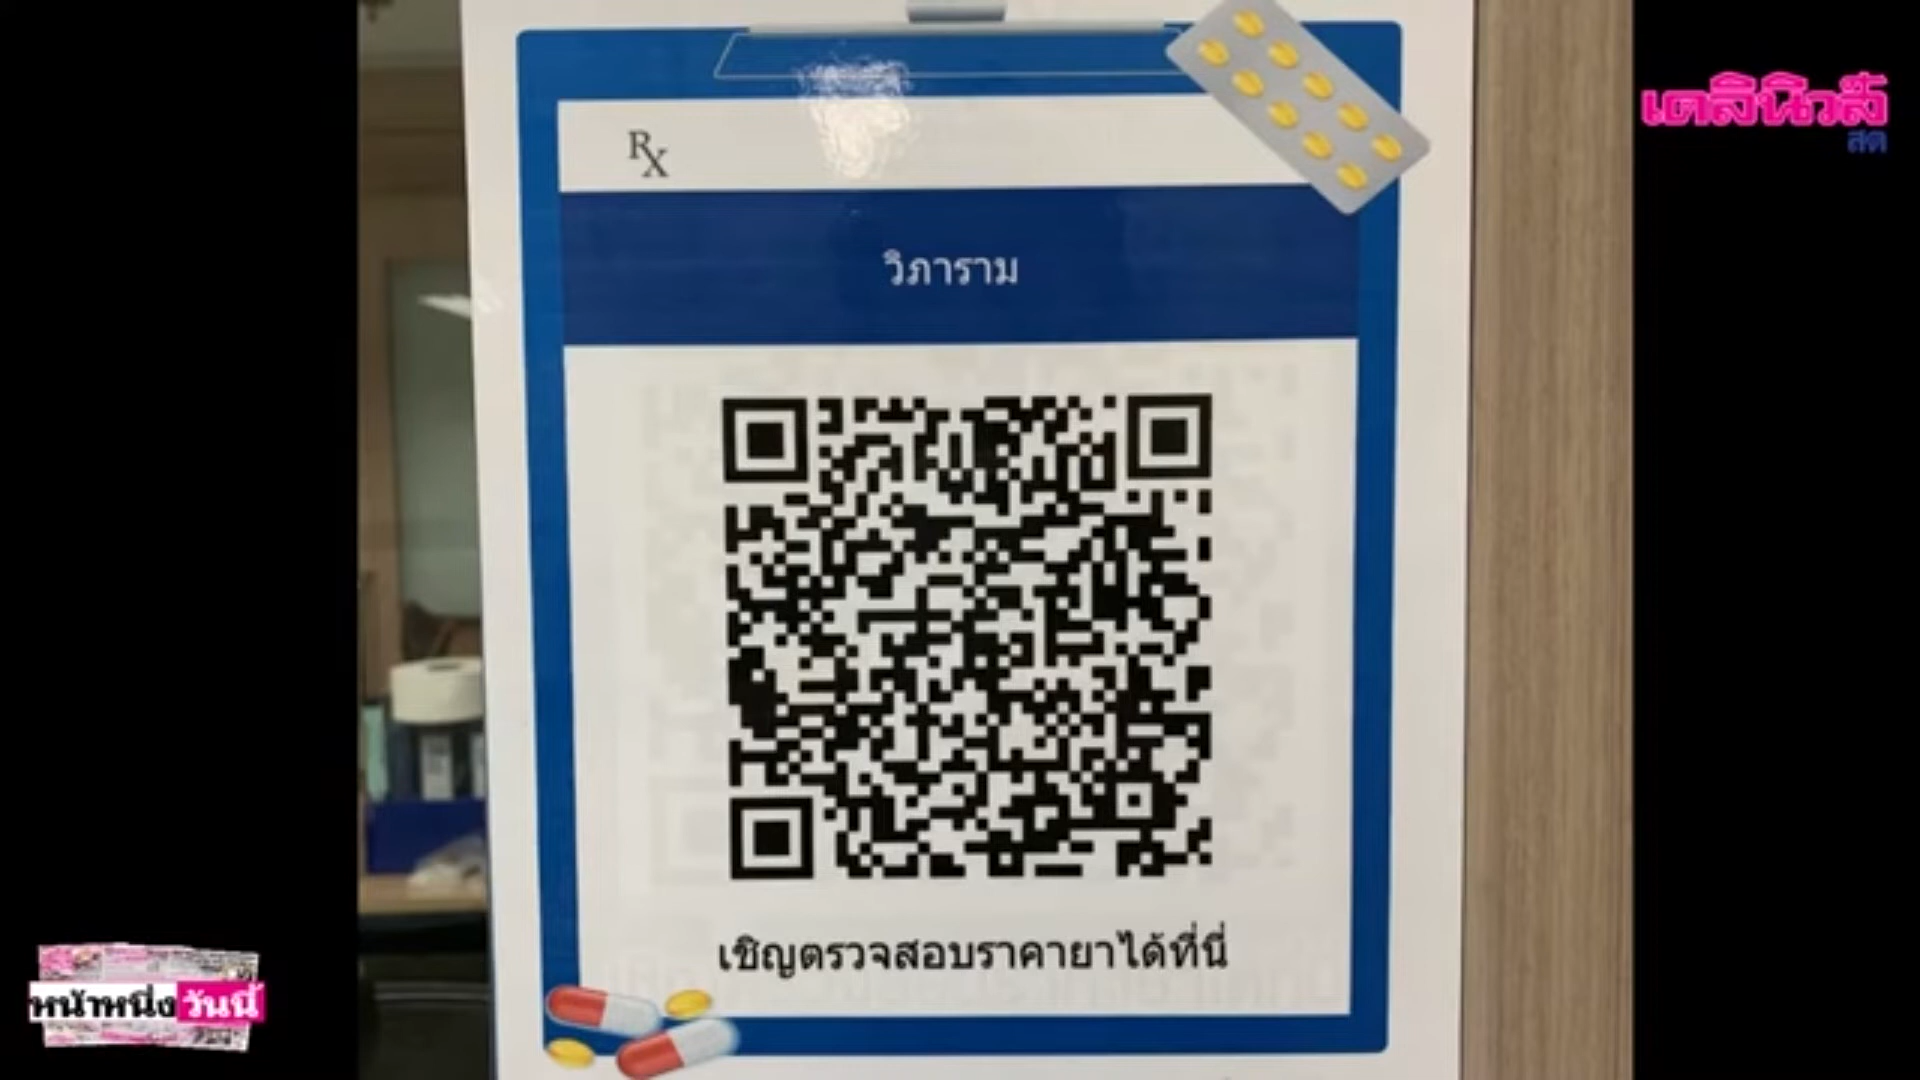 เดลินิวส์
สด
Rx
วิภาราม
เชิญตรวจสอบราคายาได้ที่นี่
หน้าหนึ่ง วันนี้